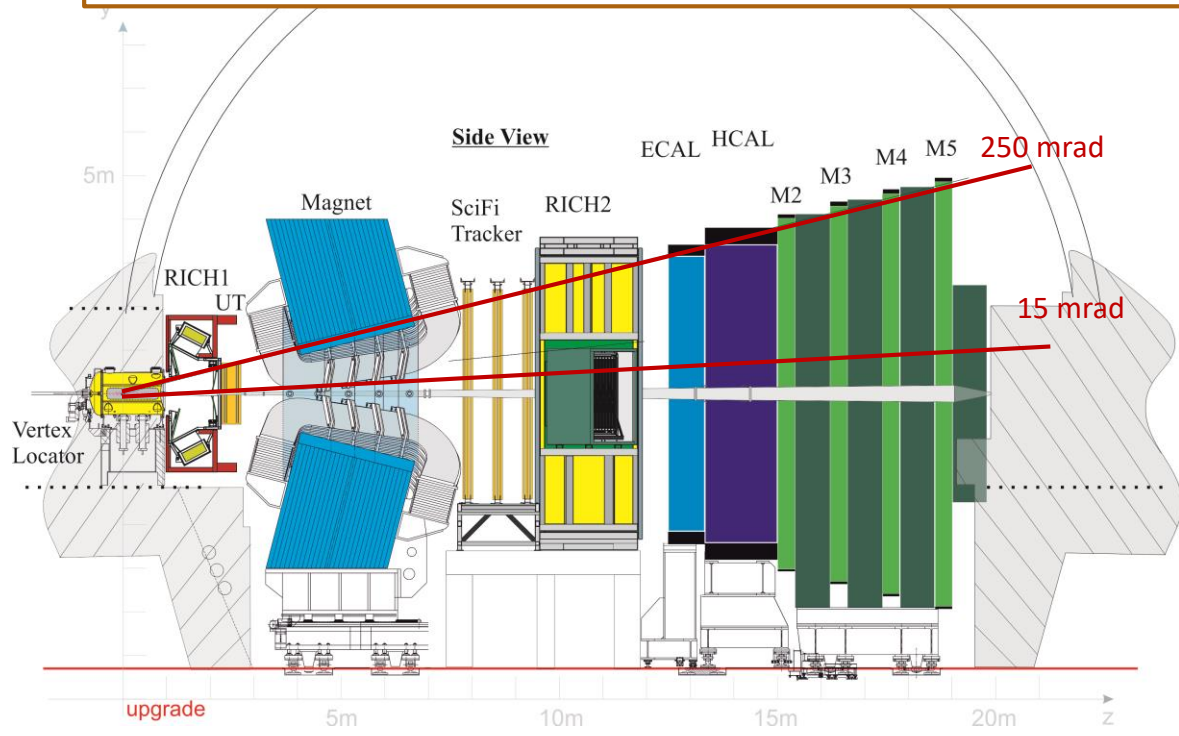 y
Side View
ECAL
HCAL
M2
M3
M4
M5
250 mrad
5m
Magnet
SciFi
Tracker
RICH2
RICH1
UT
15 mrad
Vertex
Locator
upgrade
5m
10m
15m
20m
z